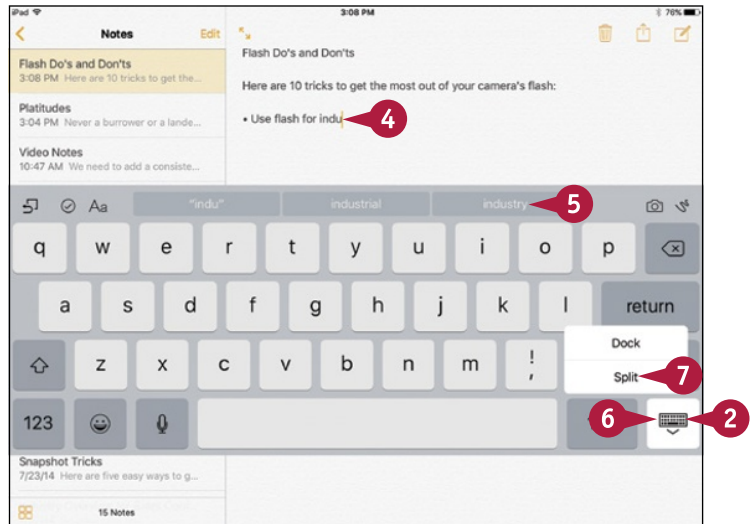 iPad
3:08 PM
76%
Notes
Edit
Flash Do's and Don'ts
3:08 PM Here are 10 tricks to get the...
Platitudes
3:04 PM Never a burrower or a lande...
Video Notes
10:47 AM We need to add a consiste...
Flash Do's and Don'ts
Here are 10 tricks to get the most out of your camera's flash:
• Use flash for indu
4
Aa
"indu"
industrial
industry
5
q w e r t y u i o p
a s d f g h j k l return
Dock
z x c v b n m ! ,
Split
7
123
6
2
Snapshot Tricks
7/23/14 Here are five easy ways to g...
15 Notes